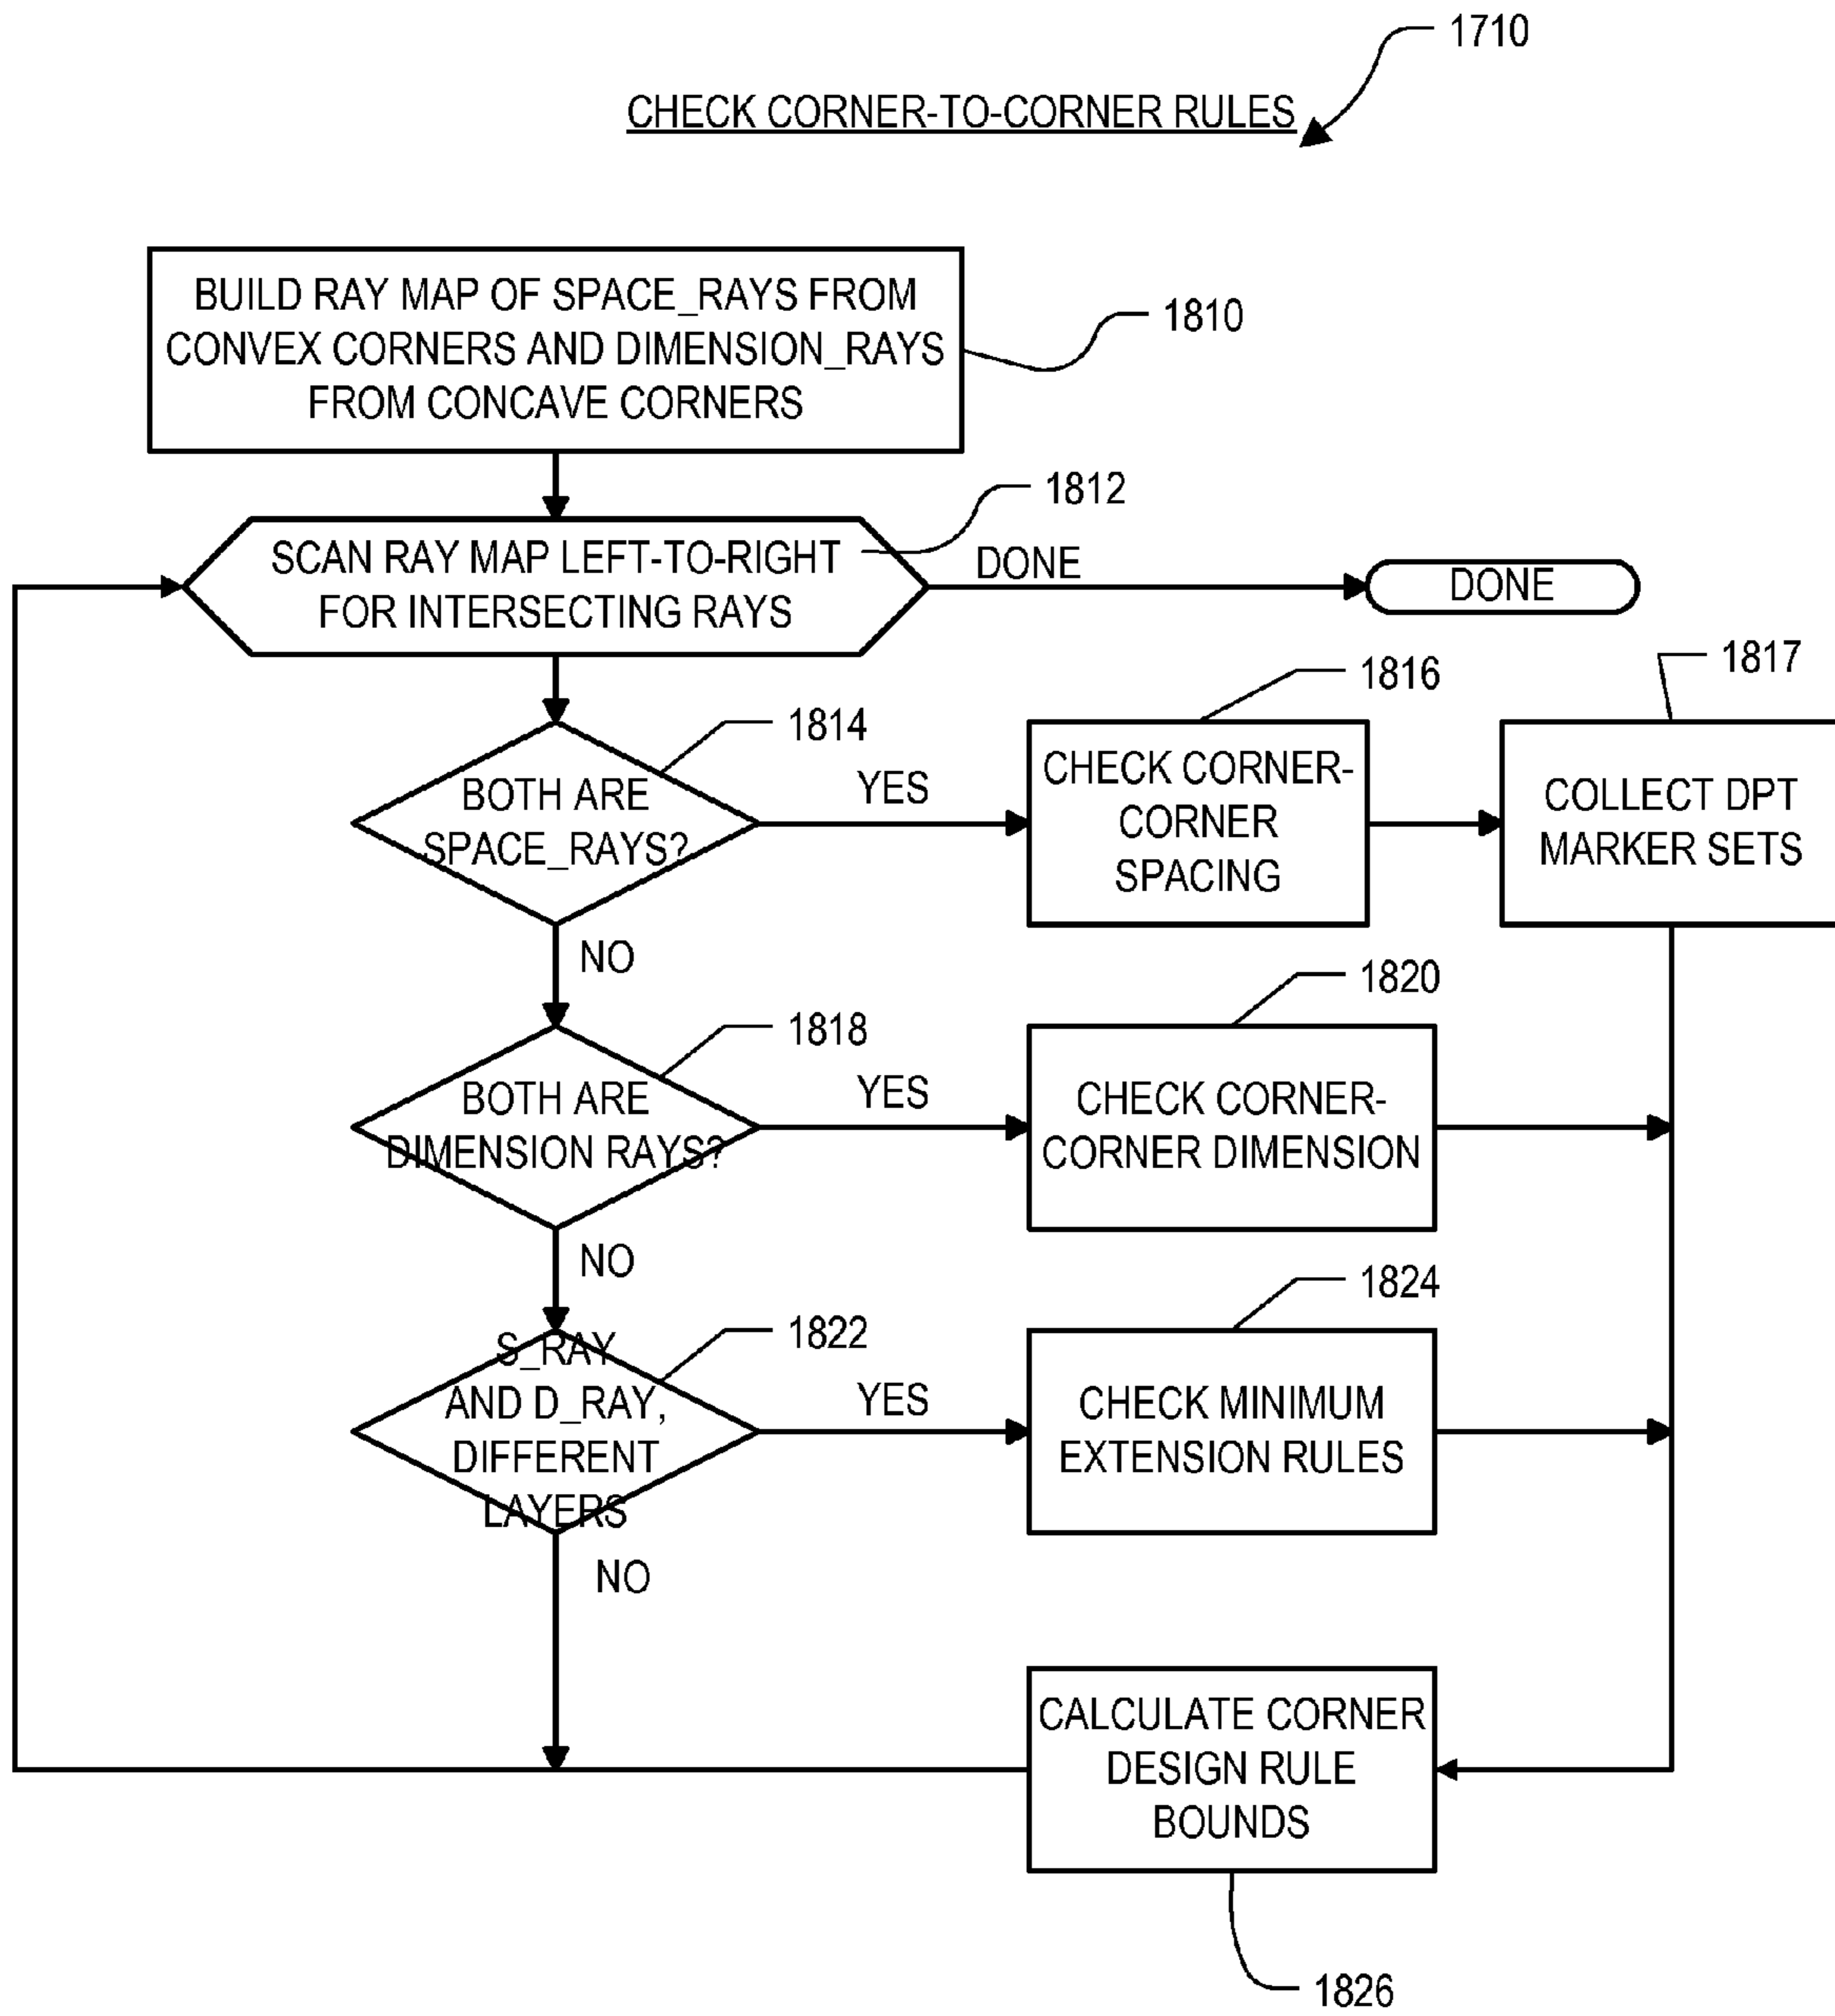 1710
CHECK CORNER-TO-CORNER RULES
BUILD RAY MAP OF SPACE_RAYS FROM
CONVEX CORNERS AND DIMENSION_RAYS
FROM CONCAVE CORNERS
1810
1812
SCAN RAY MAP LEFT-TO-RIGHT
FOR INTERSECTING RAYS
DONE
DONE
1814
BOTH ARE
SPACE_RAYS?
YES
1816
CHECK CORNER-
CORNER
SPACING
1817
COLLECT DPT
MARKER SETS
NO
1818
BOTH ARE
DIMENSION RAYS?
YES
1820
CHECK CORNER-
CORNER DIMENSION
NO
1822
S_RAY
AND D_RAY,
DIFFERENT
LAYERS
YES
1824
CHECK MINIMUM
EXTENSION RULES
NO
CALCULATE CORNER
DESIGN RULE
BOUNDS
1826